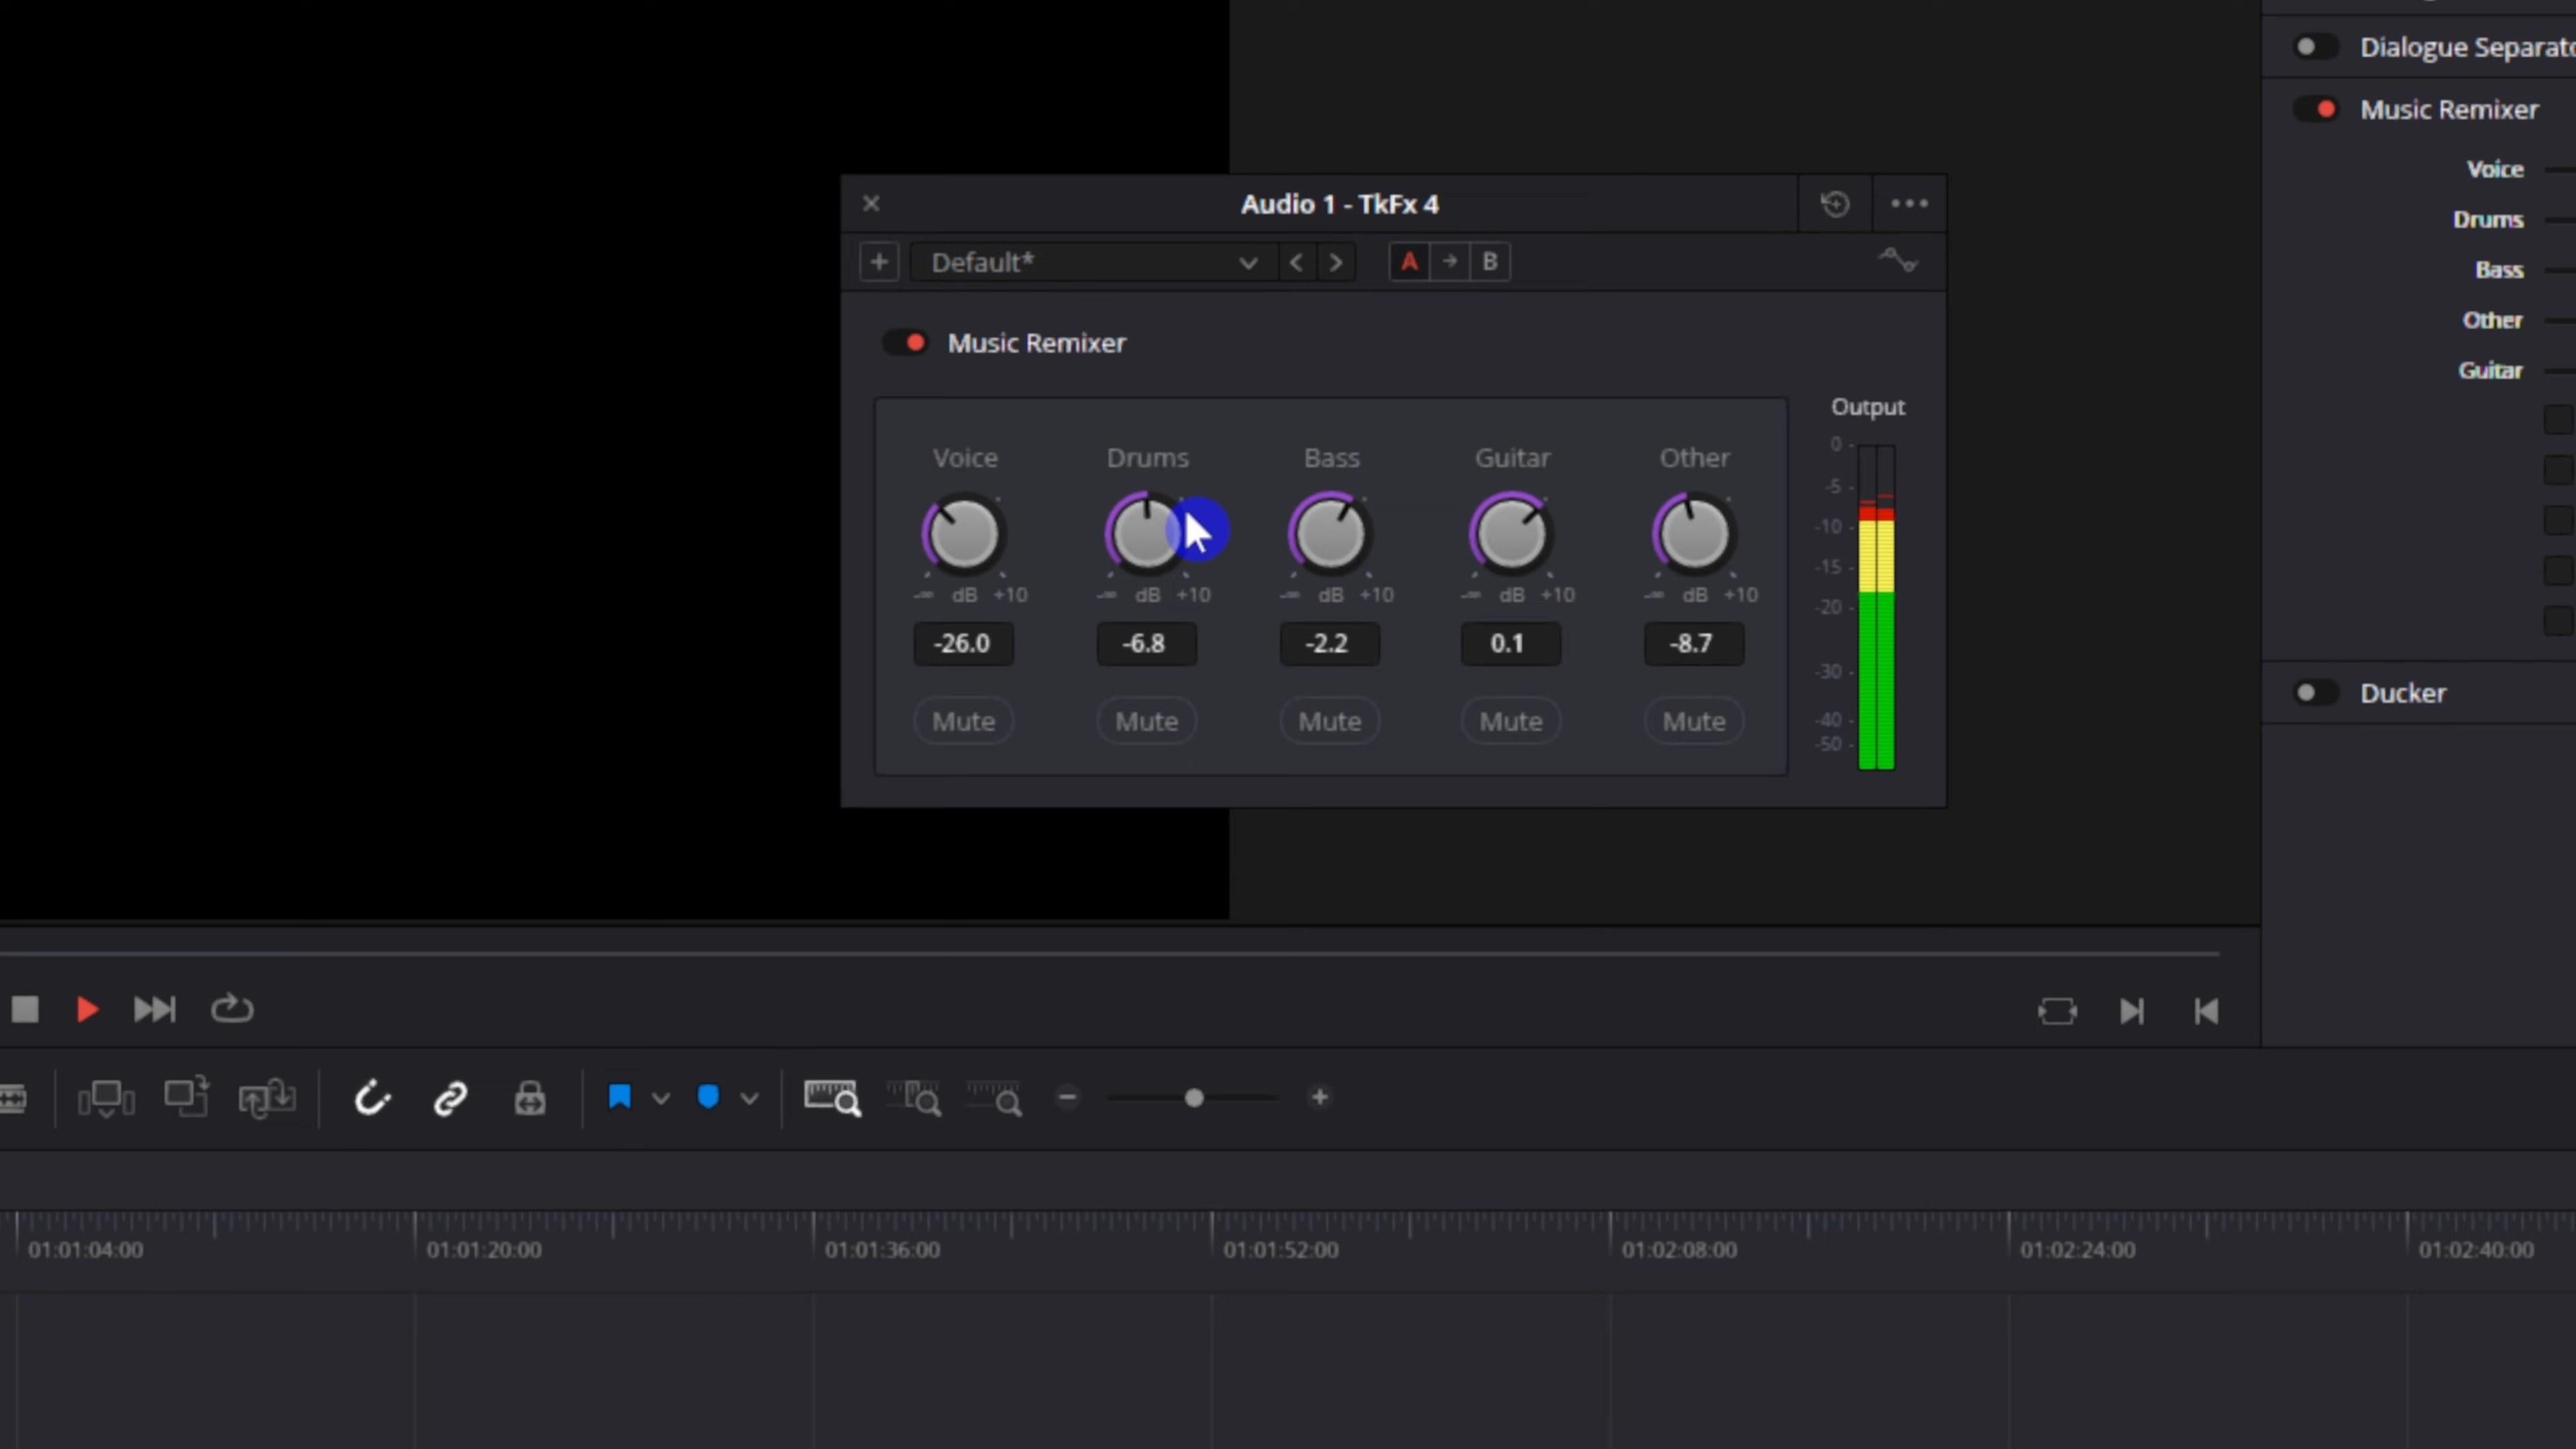 Dialogue Separato
Music Remixer
Voice
Drums
Bass
Other
Guitar
Ducker
Audio 1 - TkFx 4
Default*
A
B
Music Remixer
Voice Drums Bass Guitar Other
-∞ dB +10 -∞ dB +10 -∞ dB +10 -∞ dB +10 -∞ dB +10
-26.0 -6.8 -2.2 0.1 -8.7
Mute Mute Mute Mute Mute
Output
0
-5
-10
-15
-20
-30
-40
-50
01:01:04:00 01:01:20:00 01:01:36:00 01:01:52:00 01:02:08:00 01:02:24:00 01:02:40:00